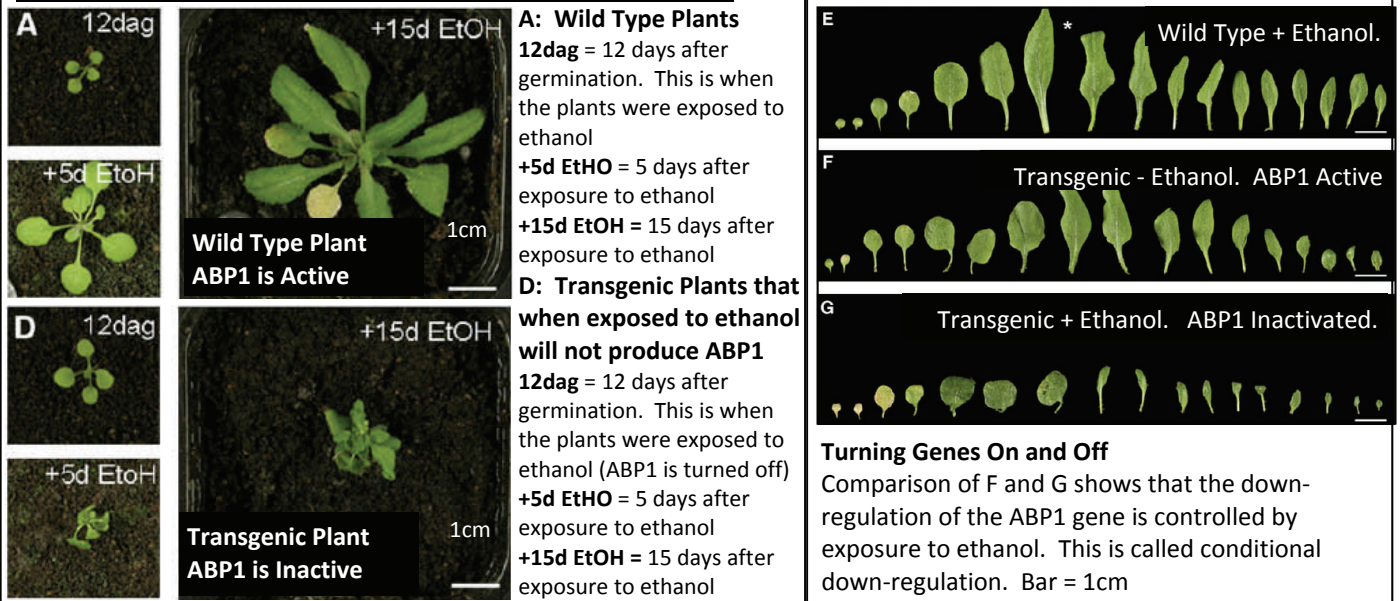 A
12dag
+5d EtoH
+15d EtOH
Wild Type Plant
ABP1 is Active
1cm
D
12dag
+5d EtoH
+15d EtOH
Transgenic Plant
ABP1 is Inactive
1cm
A: Wild Type Plants
12dag = 12 days after
germination. This is when
the plants were exposed to
ethanol
+5d EtHO = 5 days after
exposure to ethanol
+15d EtOH = 15 days after
exposure to ethanol
D: Transgenic Plants that
when exposed to ethanol
will not produce ABP1
12dag = 12 days after
germination. This is when
the plants were exposed to
ethanol (ABP1 is turned off)
+5d EtHO = 5 days after
exposure to ethanol
+15d EtOH = 15 days after
exposure to ethanol
E
*
Wild Type + Ethanol.
F
Transgenic - Ethanol. ABP1 Active
G
Transgenic + Ethanol. ABP1 Inactivated.
Turning Genes On and Off
Comparison of F and G shows that the down-
regulation of the ABP1 gene is controlled by
exposure to ethanol. This is called conditional
down-regulation. Bar = 1cm